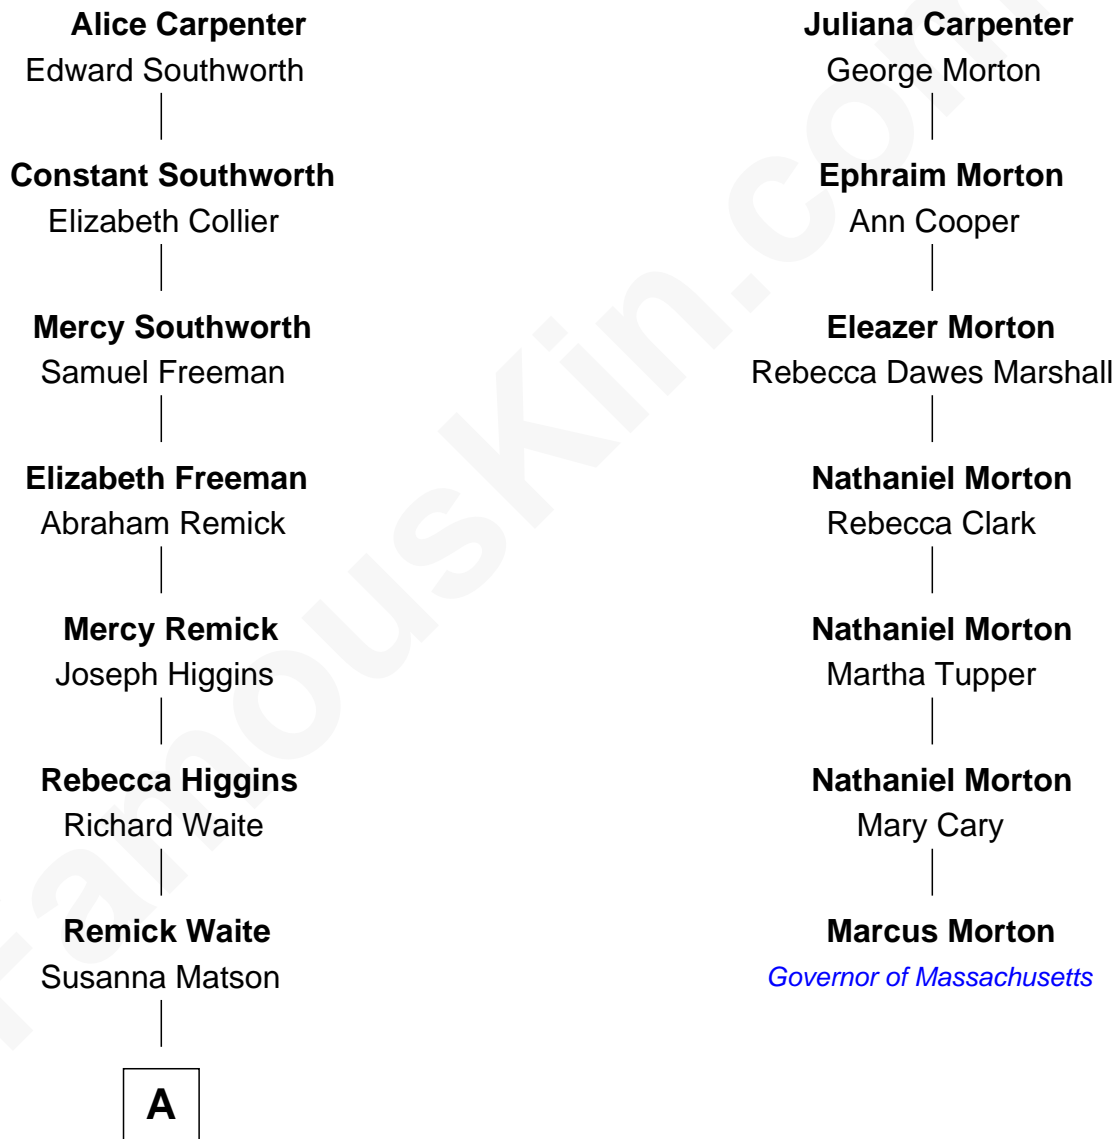 Alice Carpenter
Edward Southworth
Constant Southworth
Elizabeth Collier
Mercy Southworth
Samuel Freeman
Elizabeth Freeman
Abraham Remick
Mercy Remick
Joseph Higgins
Rebecca Higgins
Richard Waite
Remick Waite
Susanna Matson
A
Juliana Carpenter
George Morton
Ephraim Morton
Ann Cooper
Eleazer Morton
Rebecca Dawes Marshall
Nathaniel Morton
Rebecca Clark
Nathaniel Morton
Martha Tupper
Nathaniel Morton
Mary Cary
Marcus Morton
Governor of Massachusetts
FamousKin.com